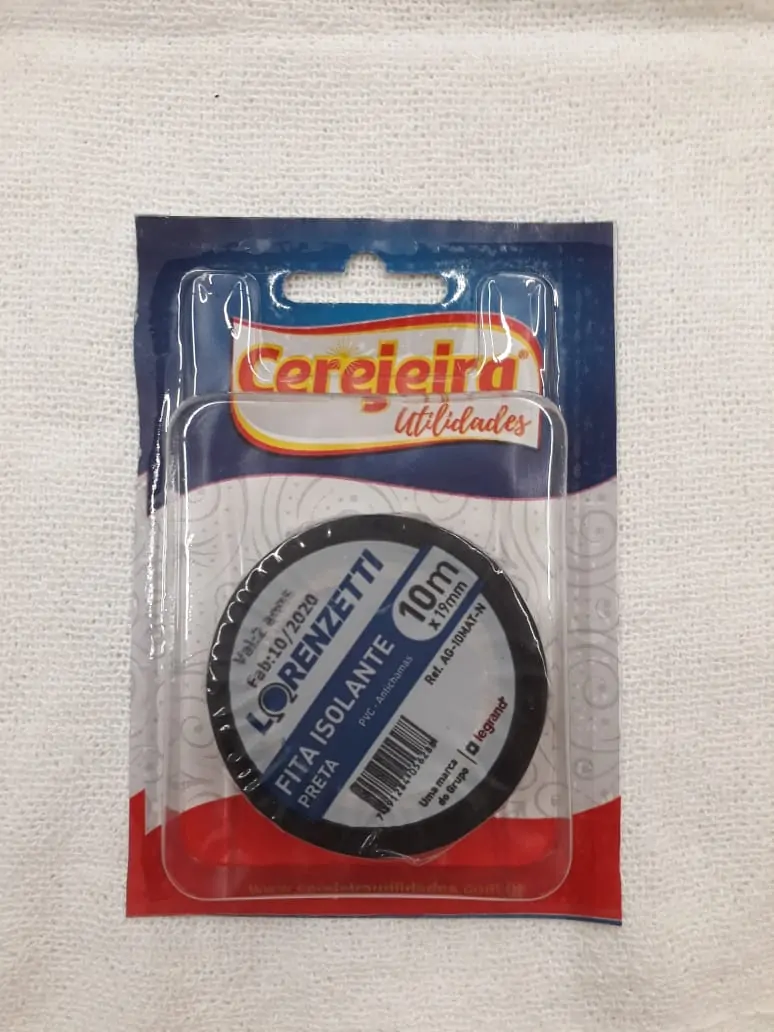 Cerejeira®
Utilidades
Val:2 anos
Fab:10/2020
LORENZETTI
10m
x 19mm
FITA ISOLANTE
PRETA
PVC - Antichamas
Ref. AG-10MAT-N
Uma marca
do Grupo
legrand®